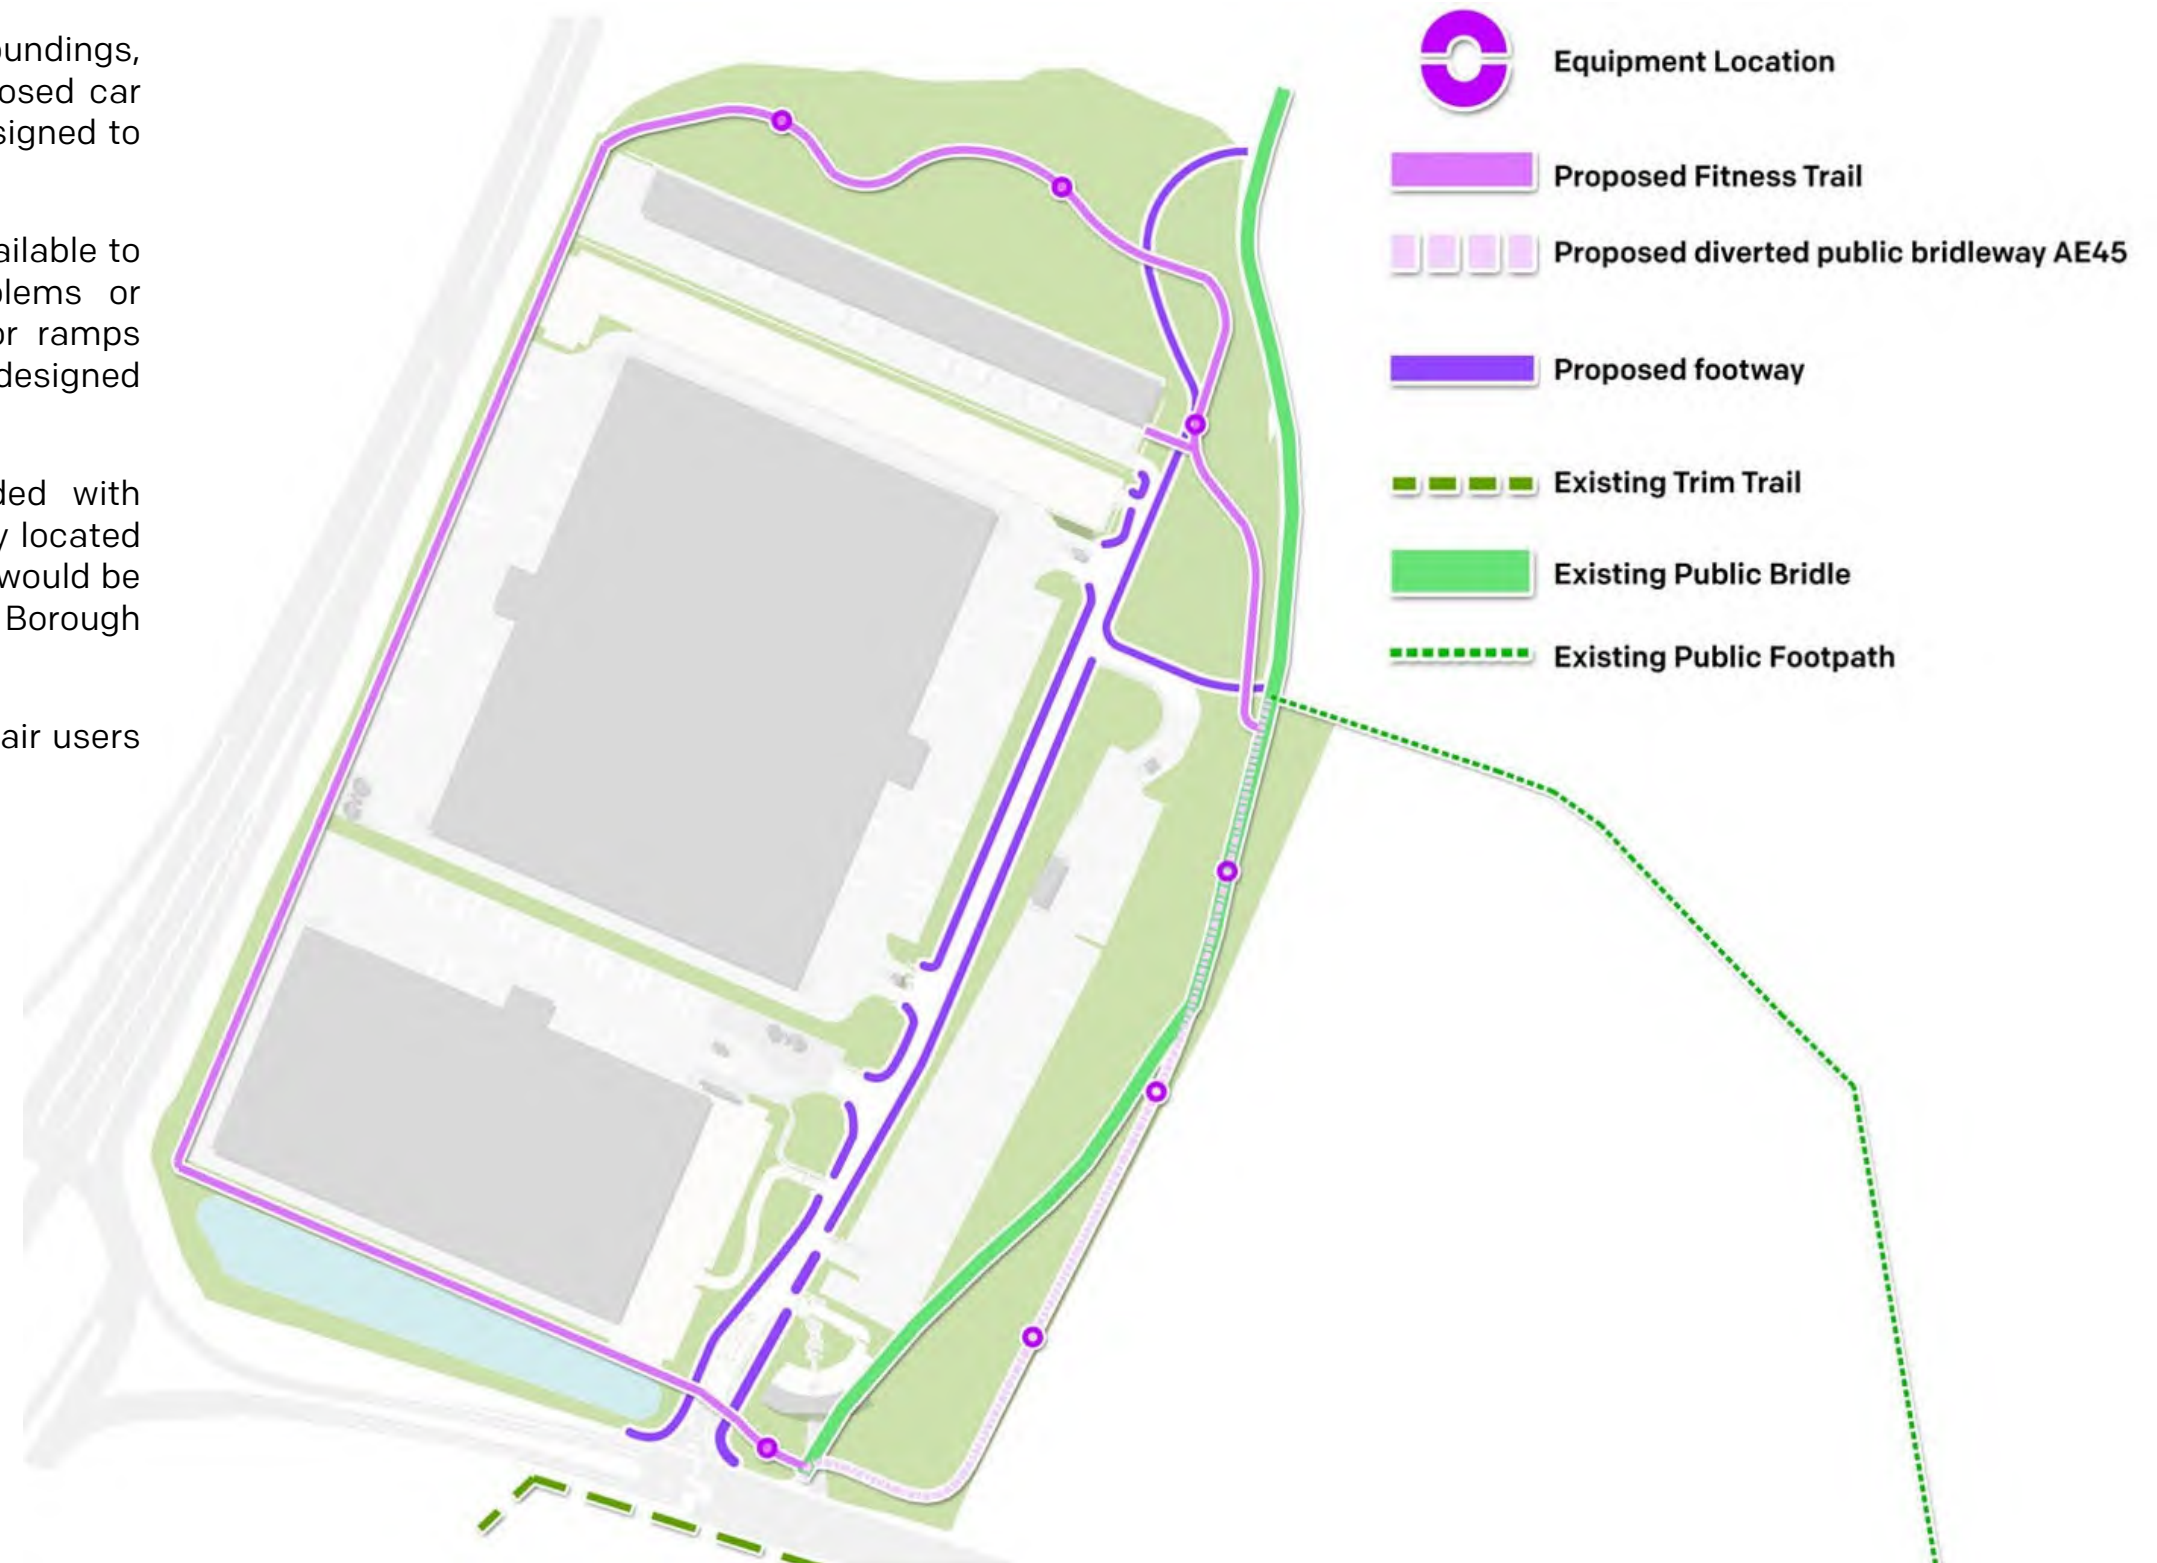 oundings,
osed car
signed to
ailable to
olems or
or ramps
designed
ded with
y located
would be
Borough
air users
Equipment Location
Proposed Fitness Trail
Proposed diverted public bridleway AE45
Proposed footway
Existing Trim Trail
Existing Public Bridle
Existing Public Footpath